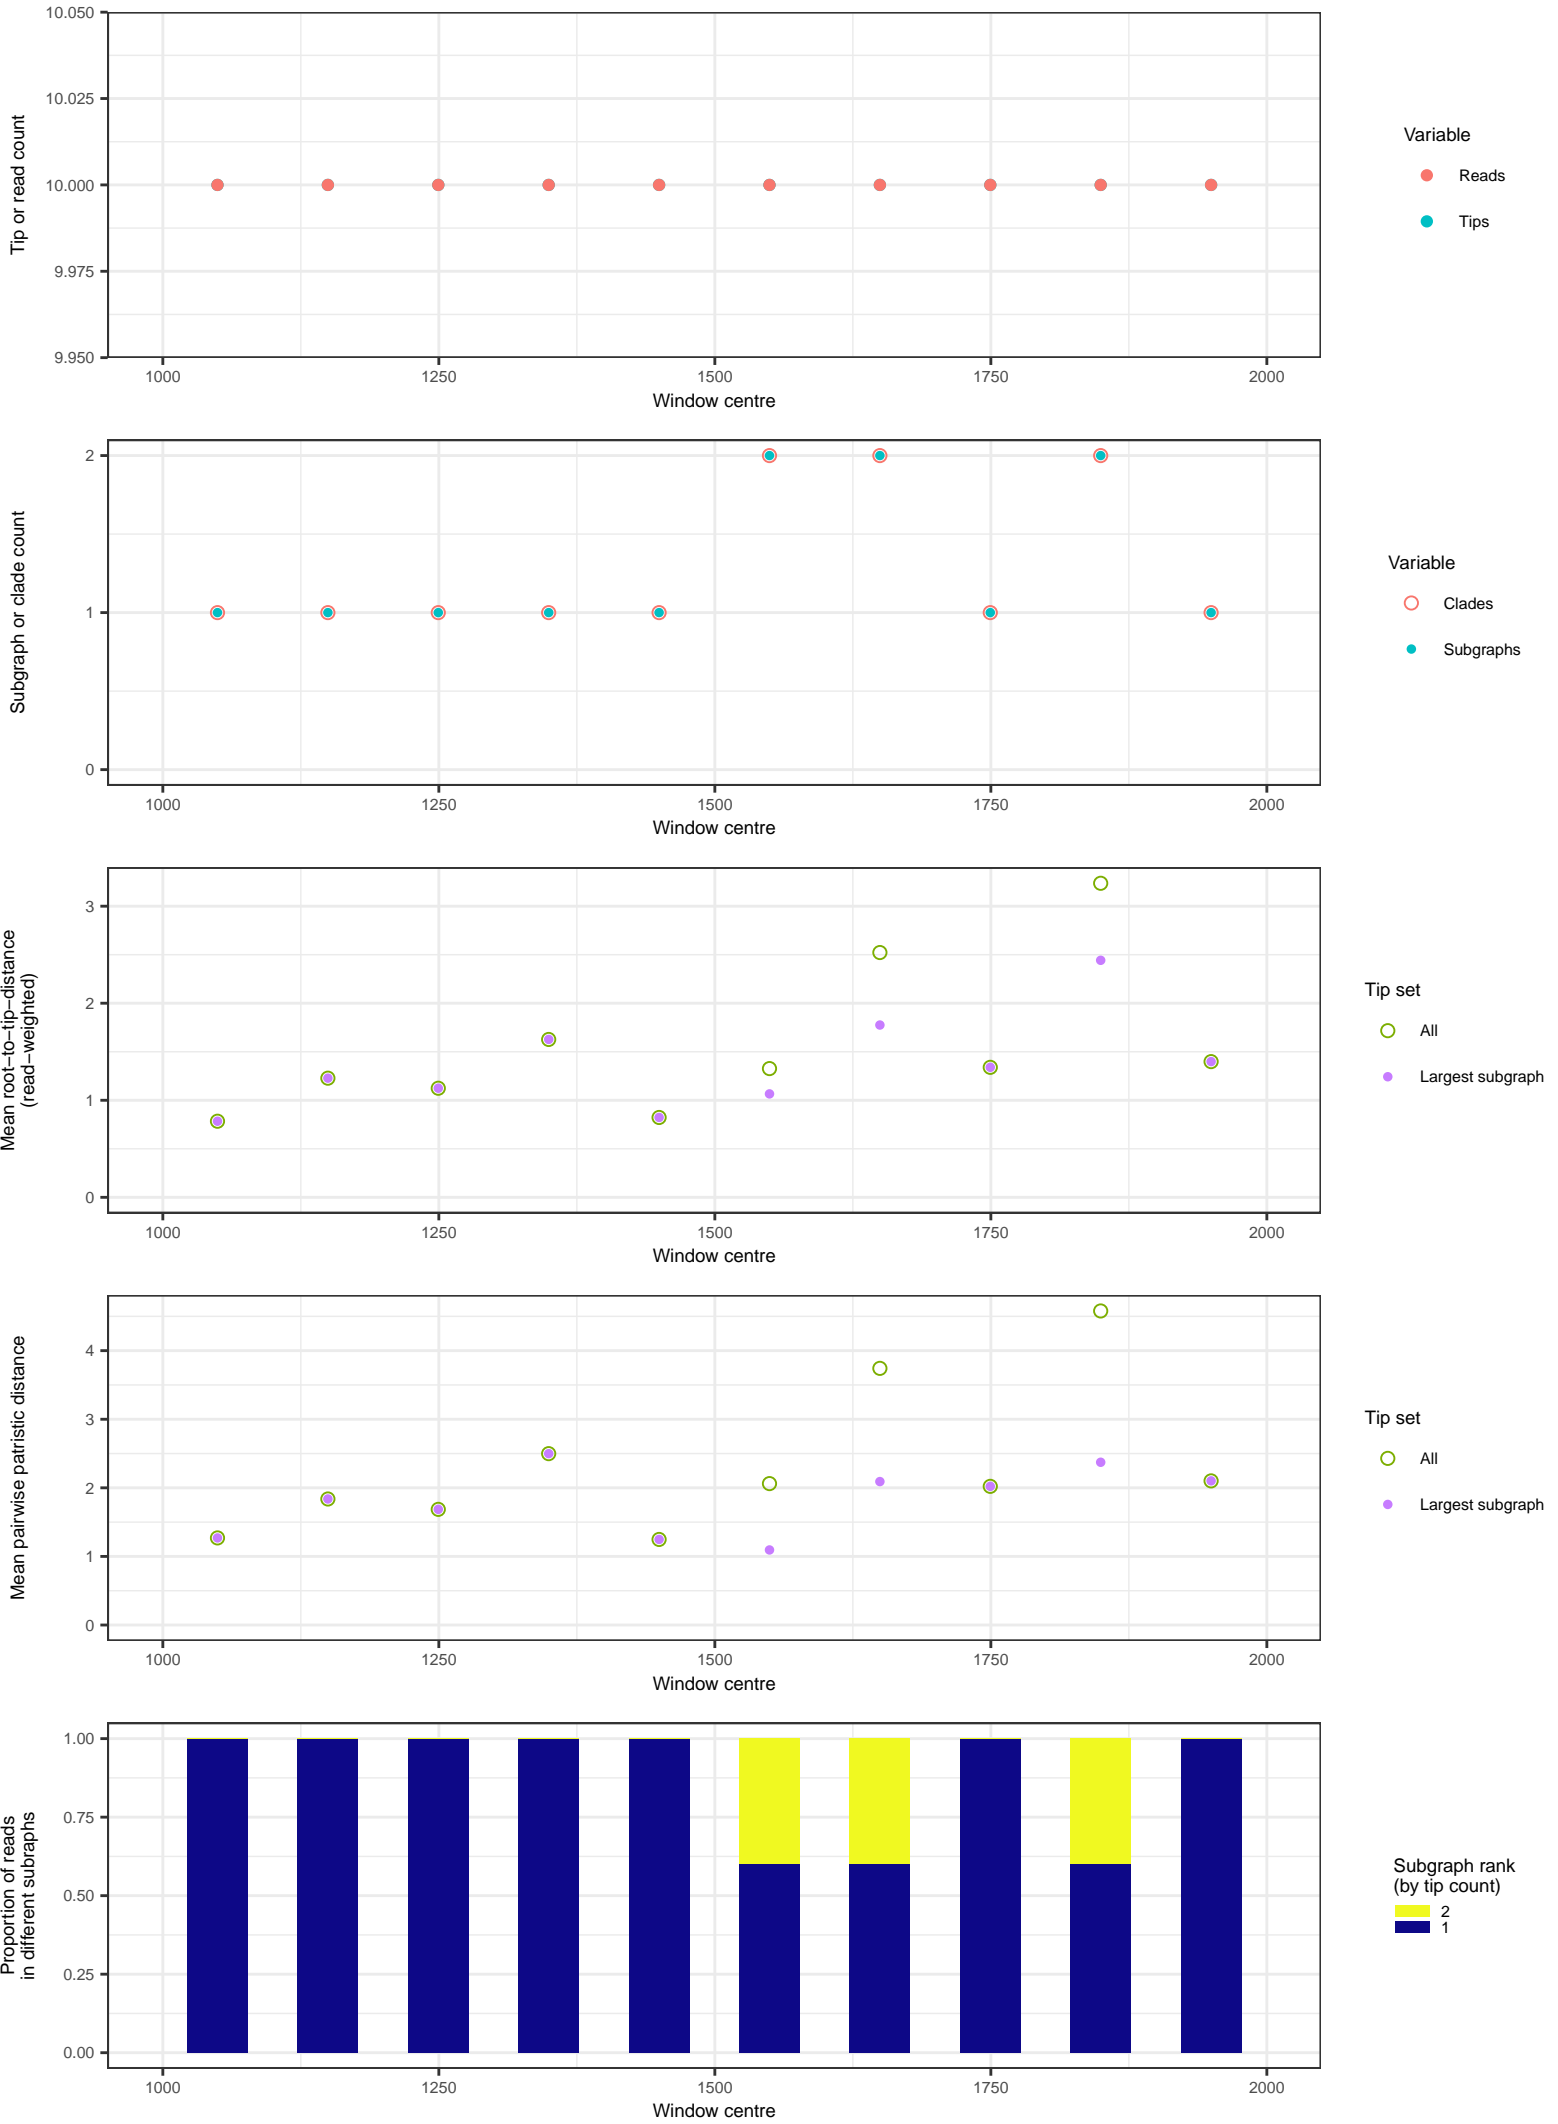 10.050
10.025
10.000
9.975
9.950
Tip or read count
1000 1250 1500 1750 2000
Window centre
Variable
Reads
Tips
2
1
0
Subgraph or clade count
1000 1250 1500 1750 2000
Window centre
Variable
Clades
Subgraphs
3
2
1
0
Mean root−to−tip−distance
(read−weighted)
1000 1250 1500 1750 2000
Window centre
Tip set
All
Largest subgraph
4
3
2
1
0
Mean pairwise patristic distance
1000 1250 1500 1750 2000
Window centre
Tip set
All
Largest subgraph
1.00
0.75
0.50
0.25
0.00
Proportion of reads
in different subraphs
1000 1250 1500 1750 2000
Window centre
Subgraph rank
(by tip count)
2
1